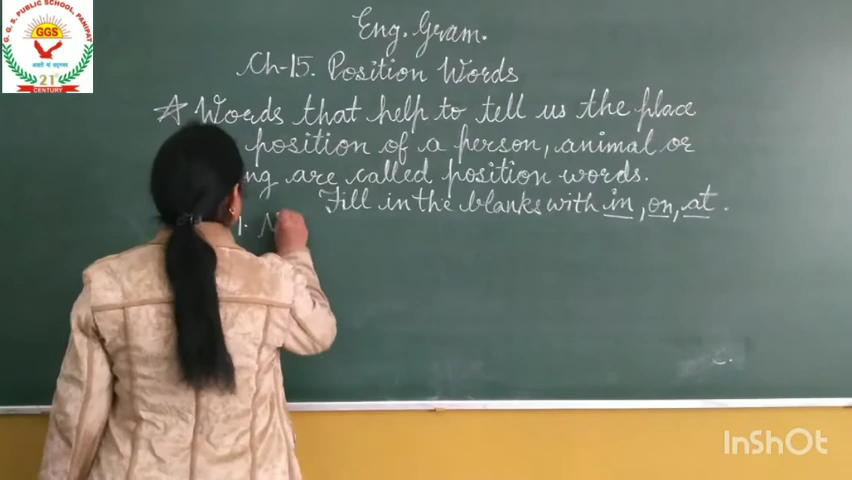 G. G. S. PUBLIC SCHOOL, PANIPAT
GGS
21st
CENTURY
Eng. Gram.
Ch-15. Position Words
☆ Words that help to tell us the place
position of a person, animal or
ng are called position words.
Fill in the blanks with in, on, at.
1.
InShOt